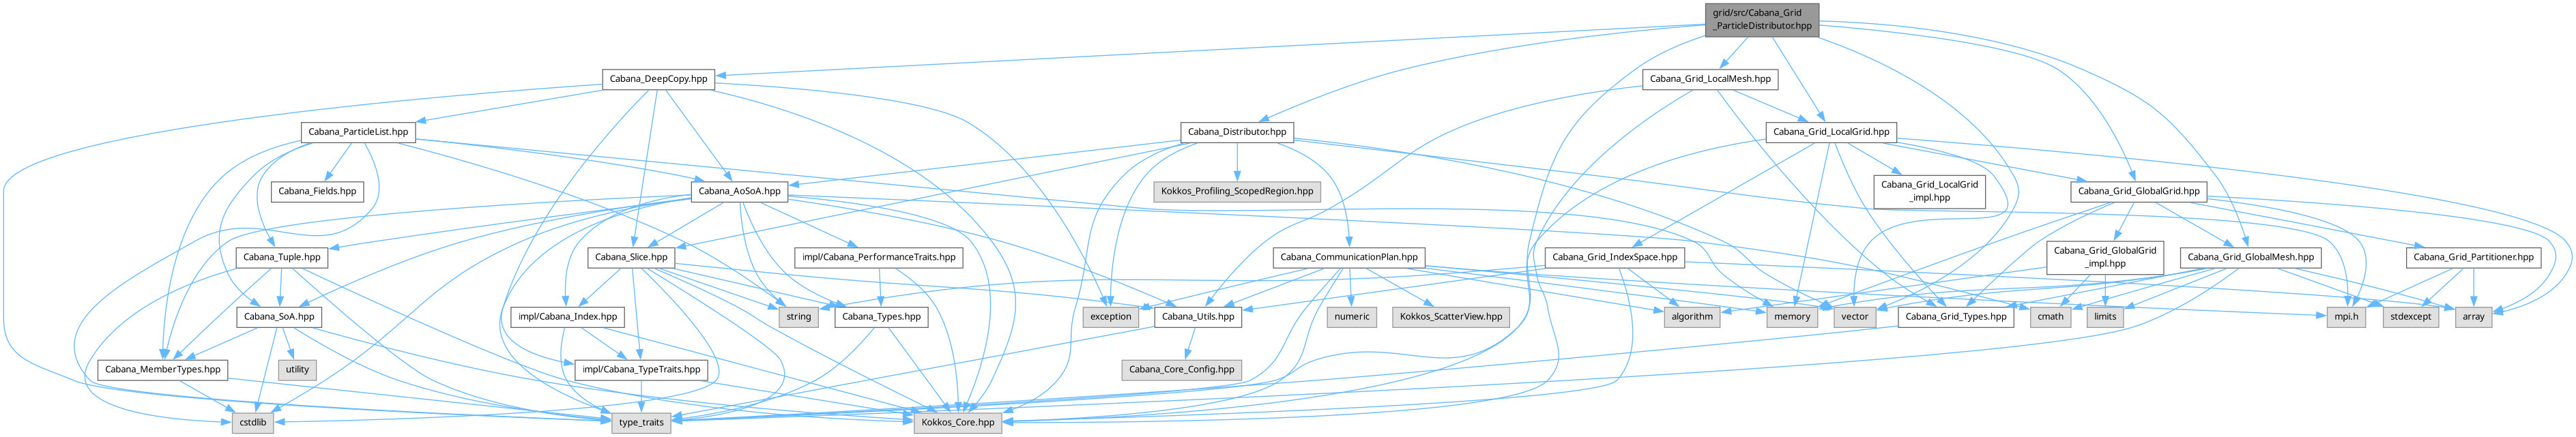 grid/src/Cabana_Grid
_ParticleDistributor.hpp
Cabana_DeepCopy.hpp
Cabana_Grid_LocalMesh.hpp
Cabana_ParticleList.hpp
Cabana_Distributor.hpp
Cabana_Grid_LocalGrid.hpp
Cabana_Fields.hpp
Cabana_AoSoA.hpp
Kokkos_Profiling_ScopedRegion.hpp
Cabana_Grid_LocalGrid
_impl.hpp
Cabana_Grid_GlobalGrid.hpp
Cabana_Tuple.hpp
Cabana_Slice.hpp
impl/Cabana_PerformanceTraits.hpp
Cabana_CommunicationPlan.hpp
Cabana_Grid_IndexSpace.hpp
Cabana_Grid_GlobalGrid
_impl.hpp
Cabana_Grid_GlobalMesh.hpp
Cabana_Grid_Partitioner.hpp
Cabana_SoA.hpp
impl/Cabana_Index.hpp
string
Cabana_Types.hpp
exception
Cabana_Utils.hpp
numeric
Kokkos_ScatterView.hpp
algorithm
memory
vector
Cabana_Grid_Types.hpp
cmath
limits
mpi.h
stdexcept
array
Cabana_MemberTypes.hpp
utility
impl/Cabana_TypeTraits.hpp
Cabana_Core_Config.hpp
cstdlib
type_traits
Kokkos_Core.hpp